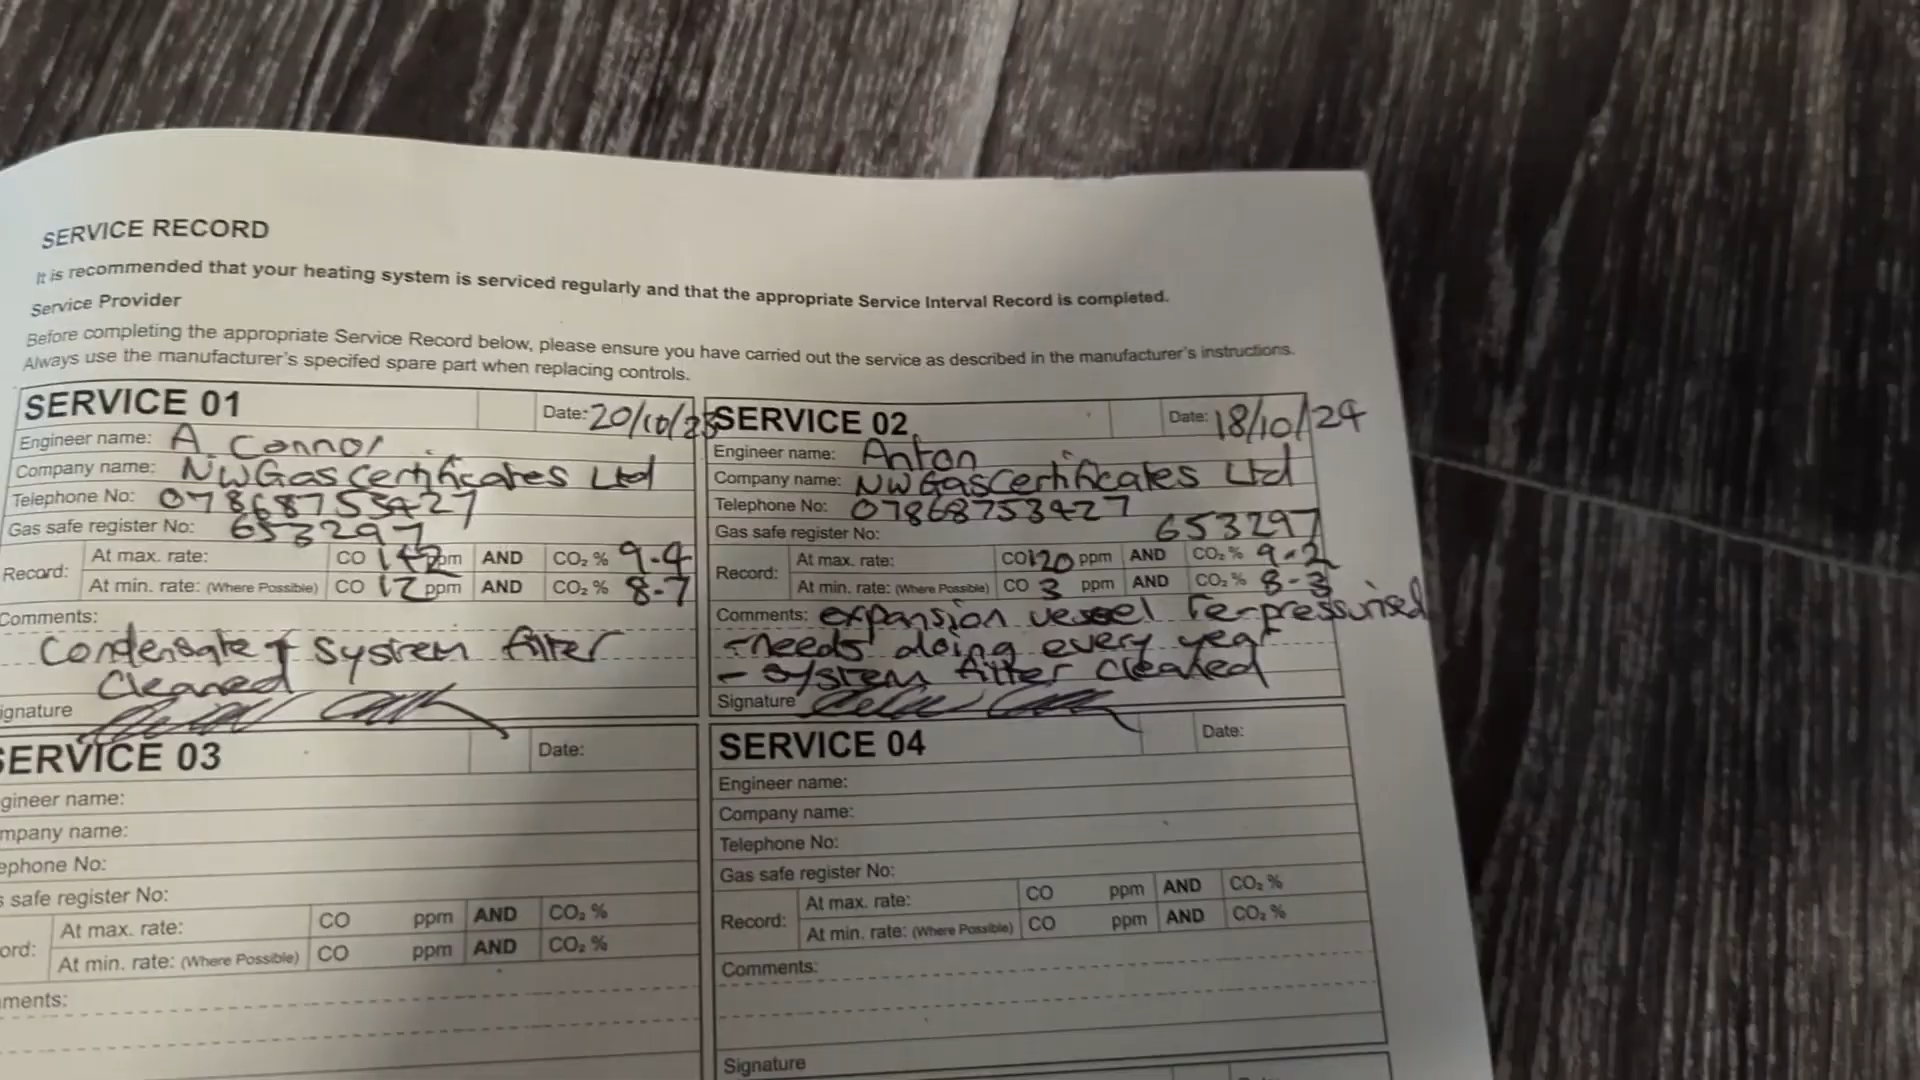 SERVICE RECORD
It is recommended that your heating system is serviced regularly and that the appropriate Service Interval Record is completed.
Service Provider
Before completing the appropriate Service Record below, please ensure you have carried out the service as described in the manufacturer's instructions.
Always use the manufacturer's specifed spare part when replacing controls.
SERVICE 01
Date: 20/10/23
Engineer name: A. Connor
Company name: NW Gas Certificates Ltd
Telephone No: 07868753427
Gas safe register No: 653297
Record:
At max. rate: CO 142 ppm AND CO₂ % 9-4
At min. rate: (Where Possible) CO 12 ppm AND CO₂ % 8-7
Comments:
Condensate + System filter
Cleaned
ignature
SERVICE 02
Date: 18/10/24
Engineer name: Anton
Company name: NW Gas Certificates Ltd
Telephone No: 07868753427
Gas safe register No: 653297
Record:
At max. rate: CO 120 ppm AND CO₂ % 9-2
At min. rate: (Where Possible) CO 3 ppm AND CO₂ % 8-3
Comments: expansion vessel re-pressurised
- needs doing every year
- System filter cleaned
Signature
SERVICE 03
Date:
gineer name:
mpany name:
ephone No:
s safe register No:
ord:
At max. rate: CO ppm AND CO₂ %
At min. rate: (Where Possible) CO ppm AND CO₂ %
ments:
SERVICE 04
Date:
Engineer name:
Company name:
Telephone No:
Gas safe register No:
Record:
At max. rate: CO ppm AND CO₂ %
At min. rate: (Where Possible) CO ppm AND CO₂ %
Comments:
Signature